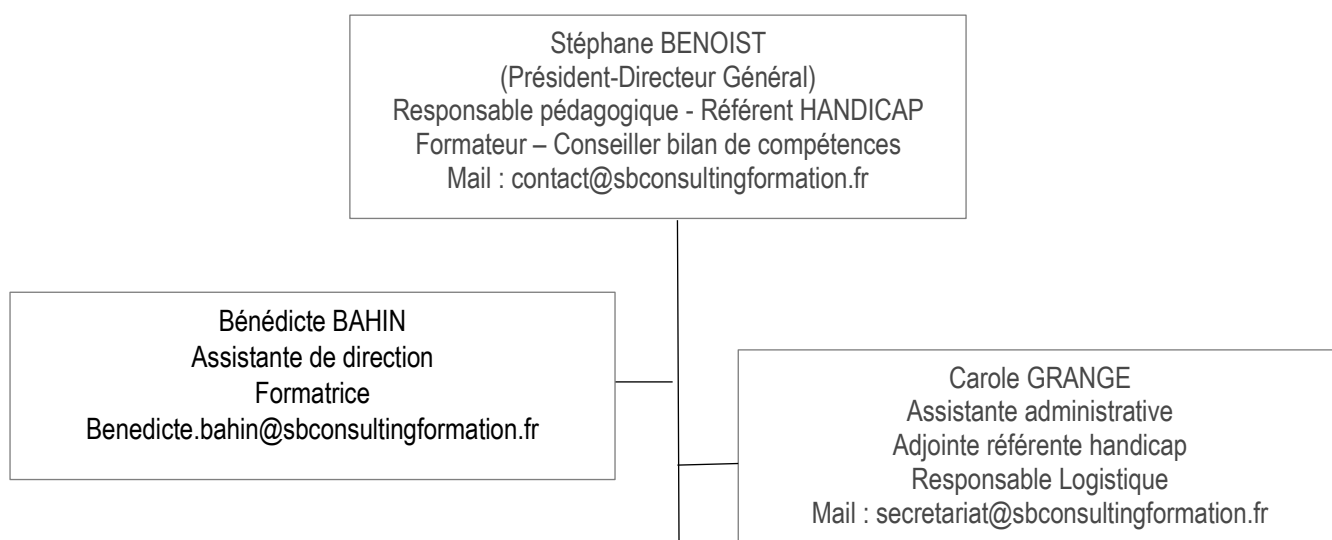 Stéphane BENOIST
(Président-Directeur Général)
Responsable pédagogique - Référent HANDICAP
Formateur – Conseiller bilan de compétences
Mail : contact@sbconsultingformation.fr
Bénédicte BAHIN
Assistante de direction
Formatrice
Benedicte.bahin@sbconsultingformation.fr
Carole GRANGE
Assistante administrative
Adjointe référente handicap
Responsable Logistique
Mail : secretariat@sbconsultingformation.fr